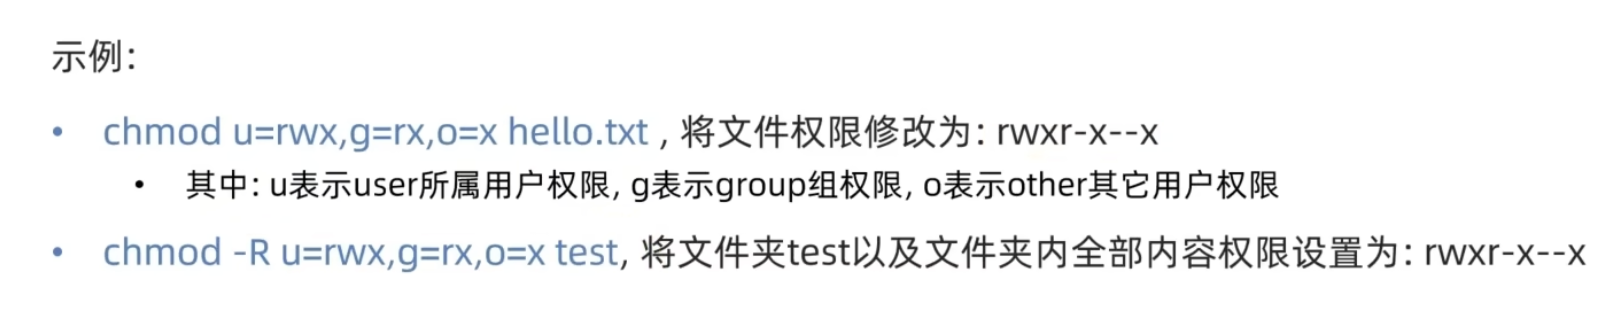 示例：
• chmod u=rwx,g=rx,o=x hello.txt ，将文件权限修改为：rwxr-x--x
• 其中：u表示user所属用户权限，g表示group组权限，o表示other其它用户权限
• chmod -R u=rwx,g=rx,o=x test，将文件夹test以及文件夹内全部内容权限设置为：rwxr-x--x